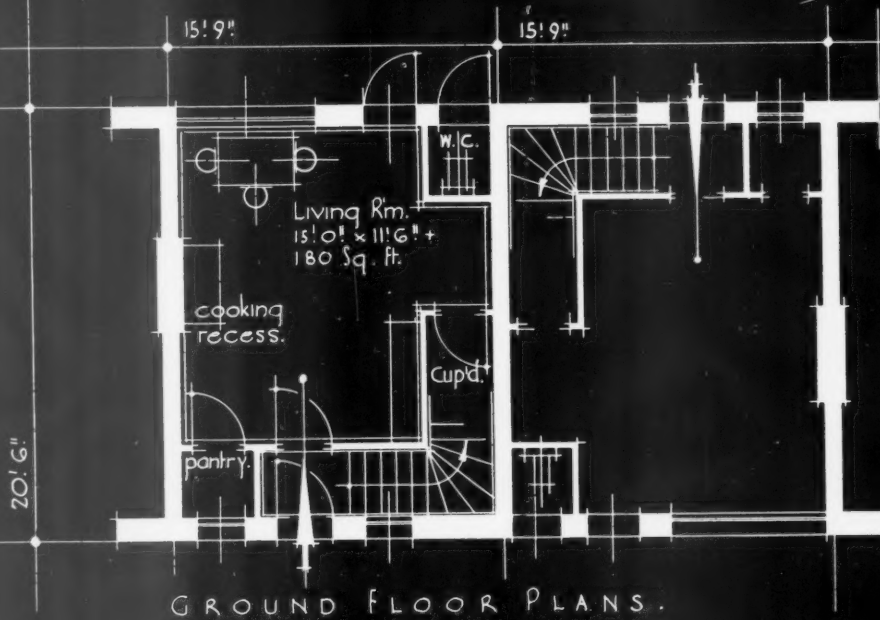 15'.9"
15'.9"
W.C.
Living R'm.
15'.0" x 11'.6" +
180 Sq. ft.
cooking
recess.
Cup'd.
pantry.
20'.6"
GROUND FLOOR PLANS.